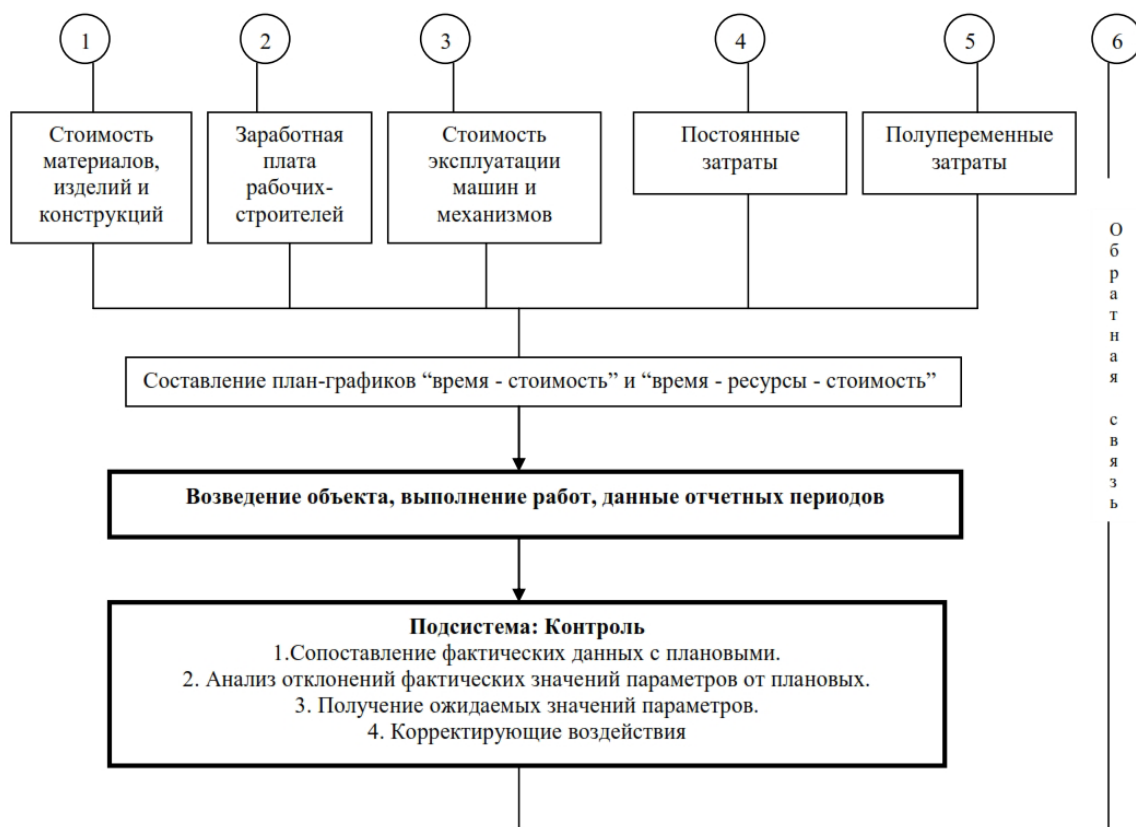 1
2
3
4
5
6
Стоимость
материалов,
изделий и
конструкций
Заработная
плата
рабочих-
строителей
Стоимость
эксплуатации
машин и
механизмов
Постоянные
затраты
Полупеременные
затраты
Обратная связь
Составление план-графиков “время - стоимость” и “время - ресурсы - стоимость”
Возведение объекта, выполнение работ, данные отчетных периодов
Подсистема: Контроль
1.Сопоставление фактических данных с плановыми.
2. Анализ отклонений фактических значений параметров от плановых.
3. Получение ожидаемых значений параметров.
4. Корректирующие воздействия